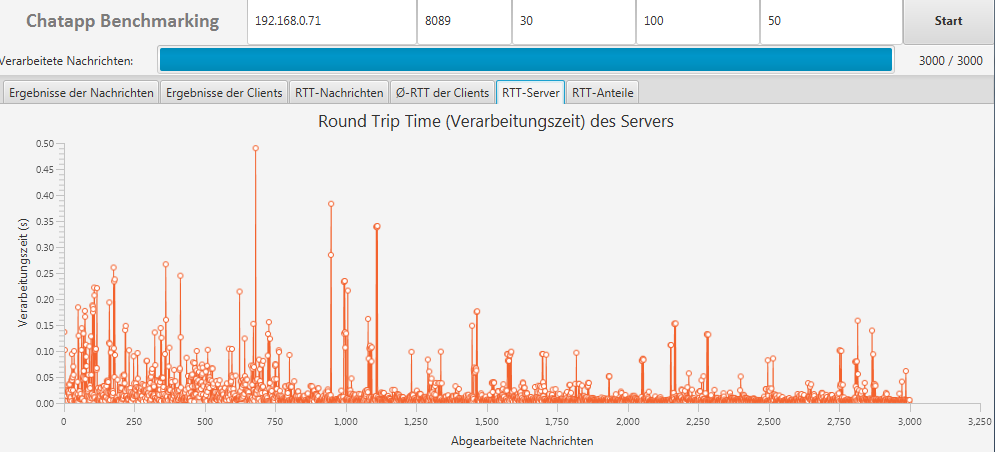 Chatapp Benchmarking 192.168.0.71 8089 30 100 50 Start
Verarbeitete Nachrichten: 3000 / 3000
Ergebnisse der Nachrichten Ergebnisse der Clients RTT-Nachrichten Ø-RTT der Clients RTT-Server RTT-Anteile
Round Trip Time (Verarbeitungszeit) des Servers
Verarbeitungszeit (s)
0.50
0.45
0.40
0.35
0.30
0.25
0.20
0.15
0.10
0.05
0.00
0 250 500 750 1,000 1,250 1,500 1,750 2,000 2,250 2,500 2,750 3,000 3,250
Abgearbeitete Nachrichten